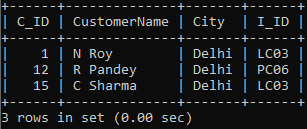 +------+--------------+-------+------+
| C_ID | CustomerName | City  | I_ID |
+------+--------------+-------+------+
|    1 | N Roy        | Delhi | LC03 |
|   12 | R Pandey     | Delhi | PC06 |
|   15 | C Sharma     | Delhi | LC03 |
+------+--------------+-------+------+
3 rows in set (0.00 sec)